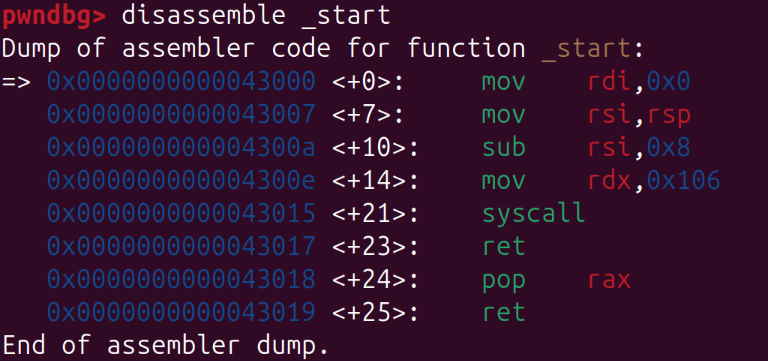 pwndbg> disassemble _start
Dump of assembler code for function _start:
=> 0x0000000000043000 <+0>:     mov    rdi,0x0
   0x0000000000043007 <+7>:     mov    rsi,rsp
   0x000000000004300a <+10>:    sub    rsi,0x8
   0x000000000004300e <+14>:    mov    rdx,0x106
   0x0000000000043015 <+21>:    syscall
   0x0000000000043017 <+23>:    ret
   0x0000000000043018 <+24>:    pop    rax
   0x0000000000043019 <+25>:    ret
End of assembler dump.